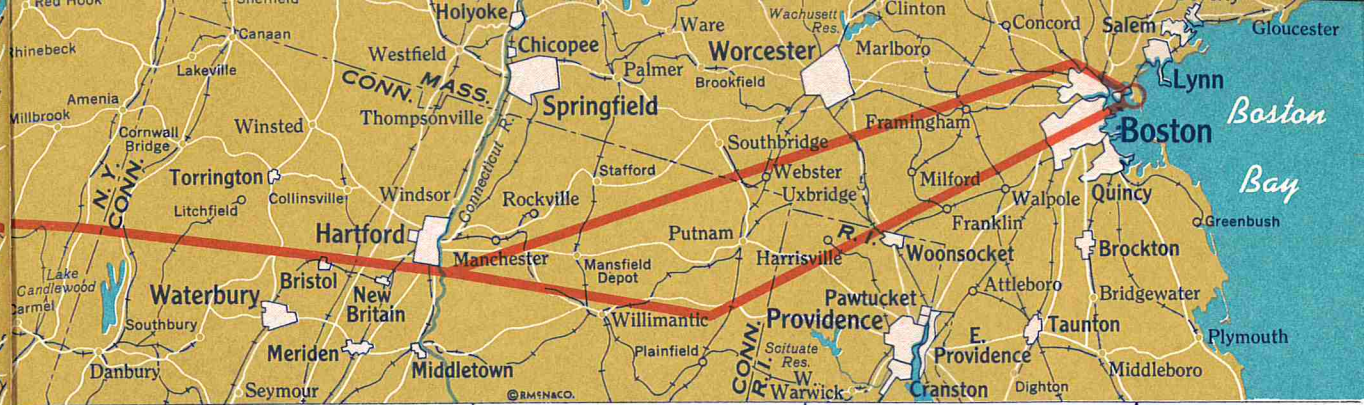 Red Hook
Sheffield
Holyoke
Ware
Wachusett
Res.
Clinton
Concord
Salem
Gloucester
Rhinebeck
Canaan
Westfield
Chicopee
Worcester
Marlboro
Lakeville
Palmer
Brookfield
Lynn
CONN.
MASS.
Amenia
Springfield
Boston
Bay
Millbrook
Cornwall
Bridge
Winsted
Thompsonville
Connecticut R.
Framingham
Boston
Southbridge
N. Y.
CONN.
Torrington
Collinsville
Windsor
Stafford
Webster
Milford
Uxbridge
Walpole
Quincy
Litchfield
Rockville
Franklin
Greenbush
Hartford
Putnam
R. I.
Harrisville
Woonsocket
Brockton
Manchester
Mansfield
Depot
Lake
Candlewood
Bristol
New
Britain
Attleboro
Carmel
Waterbury
Pawtucket
Bridgewater
Southbury
Willimantic
Providence
E.
Providence
Taunton
Plymouth
Meriden
Plainfield
CONN.
R. I.
Scituate
Res.
Danbury
Middletown
W.
Warwick
Cranston
Middleboro
Dighton
Seymour
©RMCN&CO.